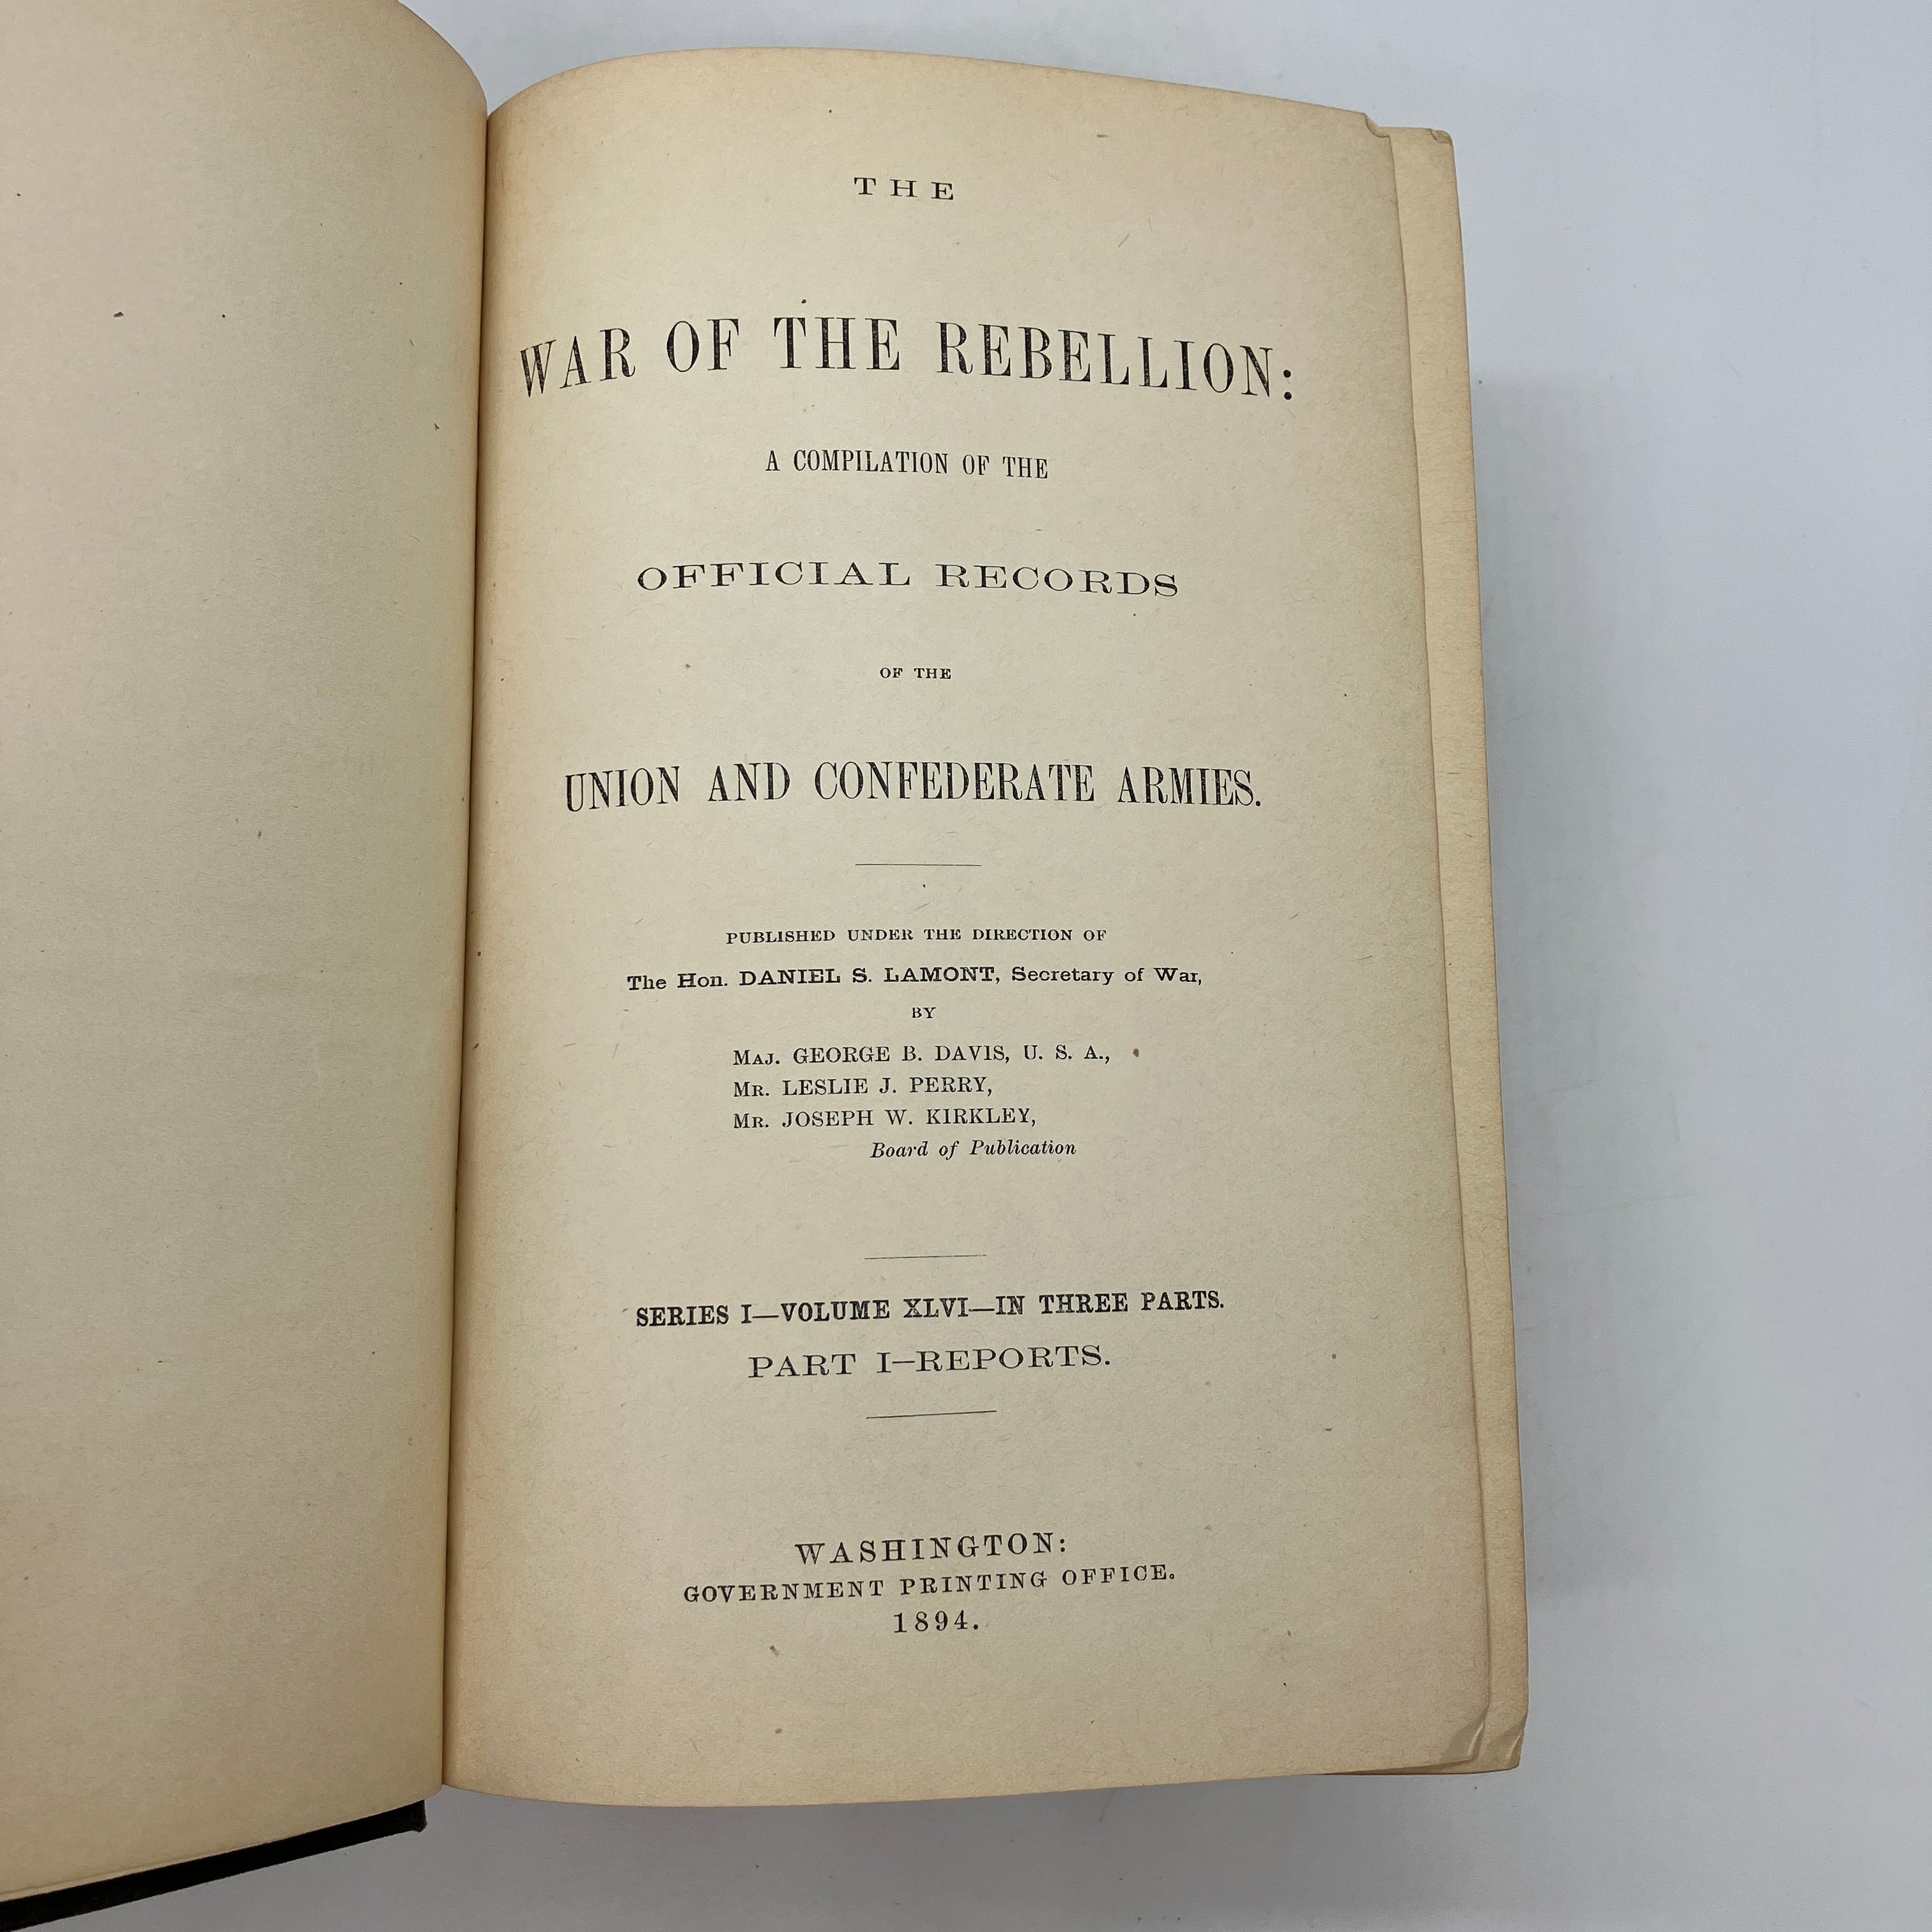 THE
WAR OF THE REBELLION:
A COMPILATION OF THE
OFFICIAL RECORDS
OF THE
UNION AND CONFEDERATE ARMIES.
PUBLISHED UNDER THE DIRECTION OF
The Hon. DANIEL S. LAMONT, Secretary of War,
BY
MAJ. GEORGE B. DAVIS, U. S. A.,
MR. LESLIE J. PERRY,
MR. JOSEPH W. KIRKLEY,
Board of Publication
SERIES I—VOLUME XLVI—IN THREE PARTS.
PART I—REPORTS.
WASHINGTON:
GOVERNMENT PRINTING OFFICE.
1894.